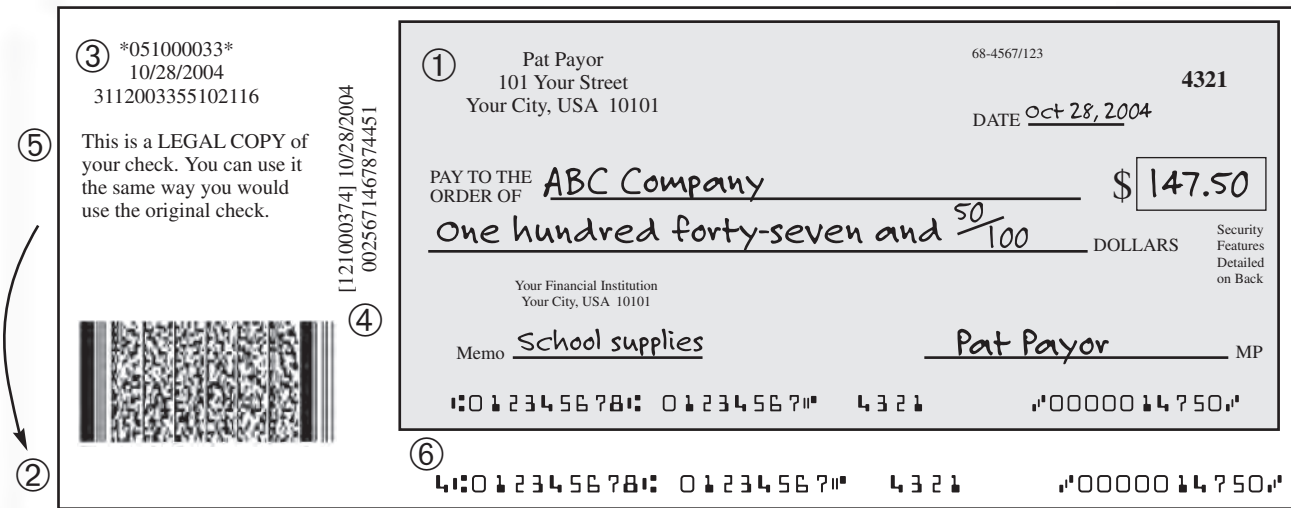 ③ *051000033*
10/28/2004
3112003355102116
⑤ This is a LEGAL COPY of
your check. You can use it
the same way you would
use the original check.
②
[121000374] 10/28/2004
0025671467874451
④
① Pat Payor
101 Your Street
Your City, USA 10101
68-4567/123
4321
DATE Oct 28, 2004
PAY TO THE
ORDER OF ABC Company $ 147.50
One hundred forty-seven and 50/100 DOLLARS
Security
Features
Detailed
on Back
Your Financial Institution
Your City, USA 10101
Memo School supplies Pat Payor MP
⑆012345678⑆ 01234567⑈ 4321 ⑇0000014750⑇
⑥
4⑆012345678⑆ 01234567⑈ 4321 ⑇0000014750⑇